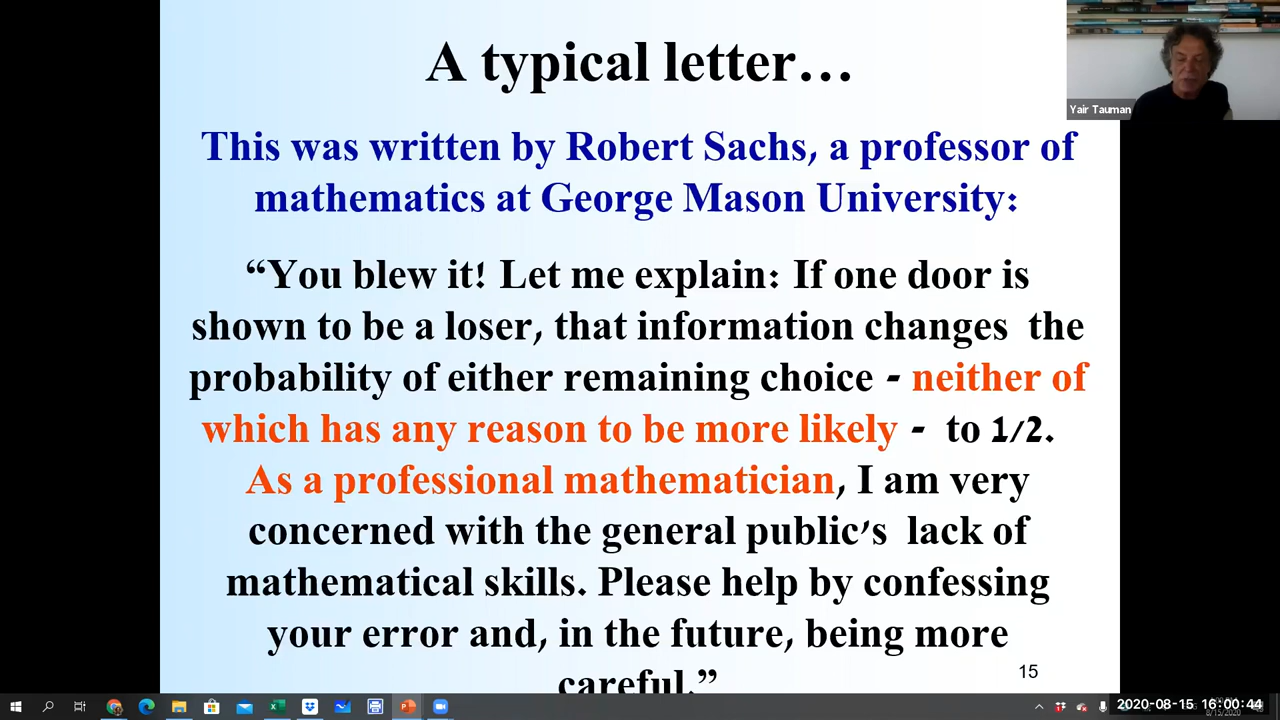 A typical letter…
Yair Tauman
This was written by Robert Sachs, a professor of
mathematics at George Mason University:
“You blew it! Let me explain: If one door is
shown to be a loser, that information changes the
probability of either remaining choice - neither of
which has any reason to be more likely - to 1/2.
As a professional mathematician, I am very
concerned with the general public’s lack of
mathematical skills. Please help by confessing
your error and, in the future, being more
careful.”
15
2020-08-15 16:00:44